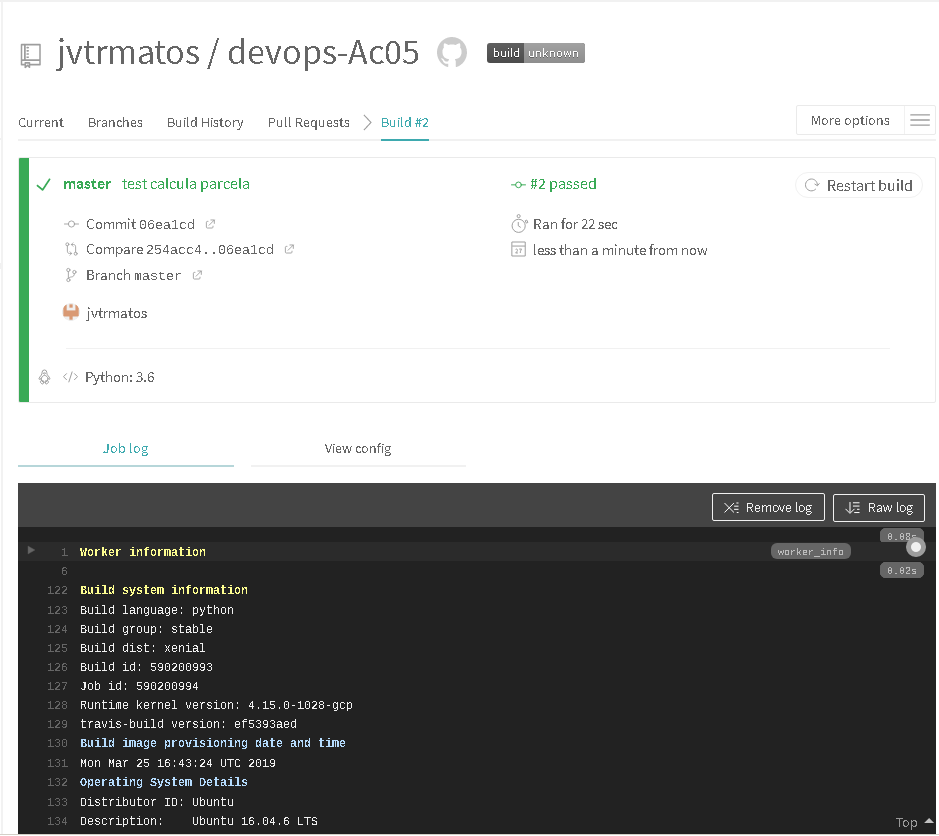 jvtrmatos / devops-Ac05 build unknown
Current Branches Build History Pull Requests Build #2 More options
master test calcula parcela #2 passed Restart build
Commit 06ea1cd Ran for 22 sec
Compare 254acc4..06ea1cd less than a minute from now
Branch master
jvtrmatos
</> Python: 3.6
Job log View config
Remove log Raw log
0.08s
1 Worker information worker_info
6 0.02s
122 Build system information
123 Build language: python
124 Build group: stable
125 Build dist: xenial
126 Build id: 590200993
127 Job id: 590200994
128 Runtime kernel version: 4.15.0-1028-gcp
129 travis-build version: ef5393aed
130 Build image provisioning date and time
131 Mon Mar 25 16:43:24 UTC 2019
132 Operating System Details
133 Distributor ID: Ubuntu
134 Description: Ubuntu 16.04.6 LTS
Top